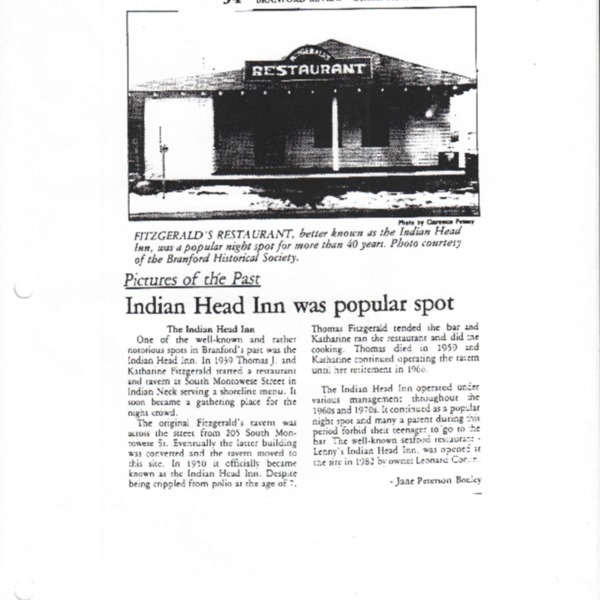 34 BRANFORD REVIEW
FITZGERALD'S
RESTAURANT
Photo by Clarence
FITZGERALD'S RESTAURANT, better known as the Indian Head
Inn, was a popular night spot for more than 40 years. Photo courtesy
of the Branford Historical Society.
Pictures of the Past
Indian Head Inn was popular spot
The Indian Head Inn
One of the well-known and rather
notorious spots in Branford's past was the
Indian Head Inn. In 1939 Thomas J. and
Katharine Fitzgerald started a restaurant
and tavern at South Montowese Street in
Indian Neck serving a shoreline menu. It
soon became a gathering place for the
night crowd.
The original Fitzgerald's tavern was
across the street from 205 South Mon-
towese St. Eventually the latter building
was converted and the tavern moved to
this site. In 1950 it officially became
known as the Indian Head Inn. Despite
being crippled from polio at the age of 7,
Thomas Fitzgerald tended the bar and
Katharine ran the restaurant and did the
cooking. Thomas died in 1959 and
Katharine continued operating the tavern
until her retirement in
The Indian Head Inn operated under
various management throughout the
1960s and 1970s. It continued as a popular
night spot and many a parent during this
period forbid their teenager to go to the
bar. The well-known seafood restaurant -
Lenny's Indian Head Inn, was opened at
the site in 1982 by owner Leonard
- Jane Peterson Bouley